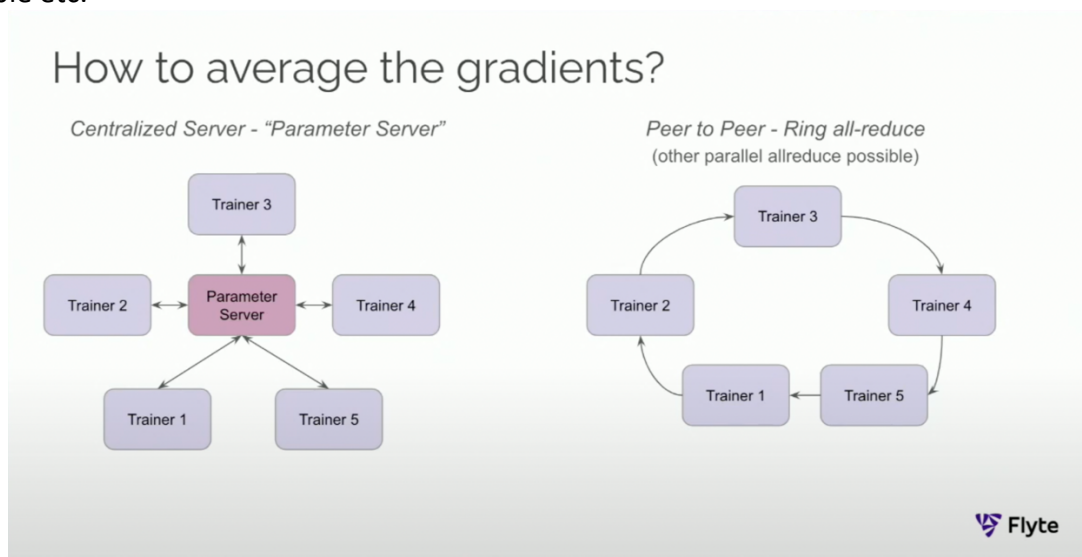 How to average the gradients?
Centralized Server - “Parameter Server”
Peer to Peer - Ring all-reduce
(other parallel allreduce possible)
Trainer 3
Trainer 2
Parameter
Server
Trainer 4
Trainer 1
Trainer 5
Trainer 3
Trainer 2
Trainer 4
Trainer 1
Trainer 5
Flyte